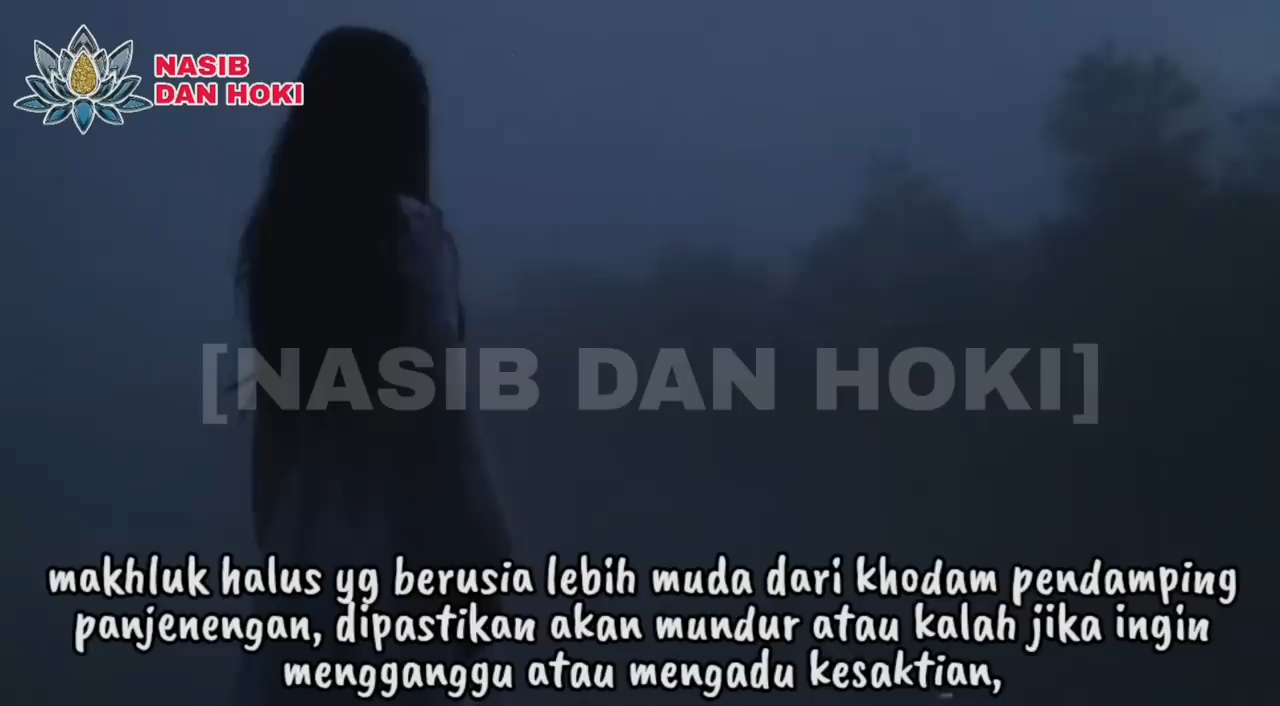 NASIB
DAN HOKI
[NASIB DAN HOKI]
makhluk halus yg berusia lebih muda dari khodam pendamping
panjenengan, dipastikan akan mundur atau kalah jika ingin
mengganggu atau mengadu kesaktian,